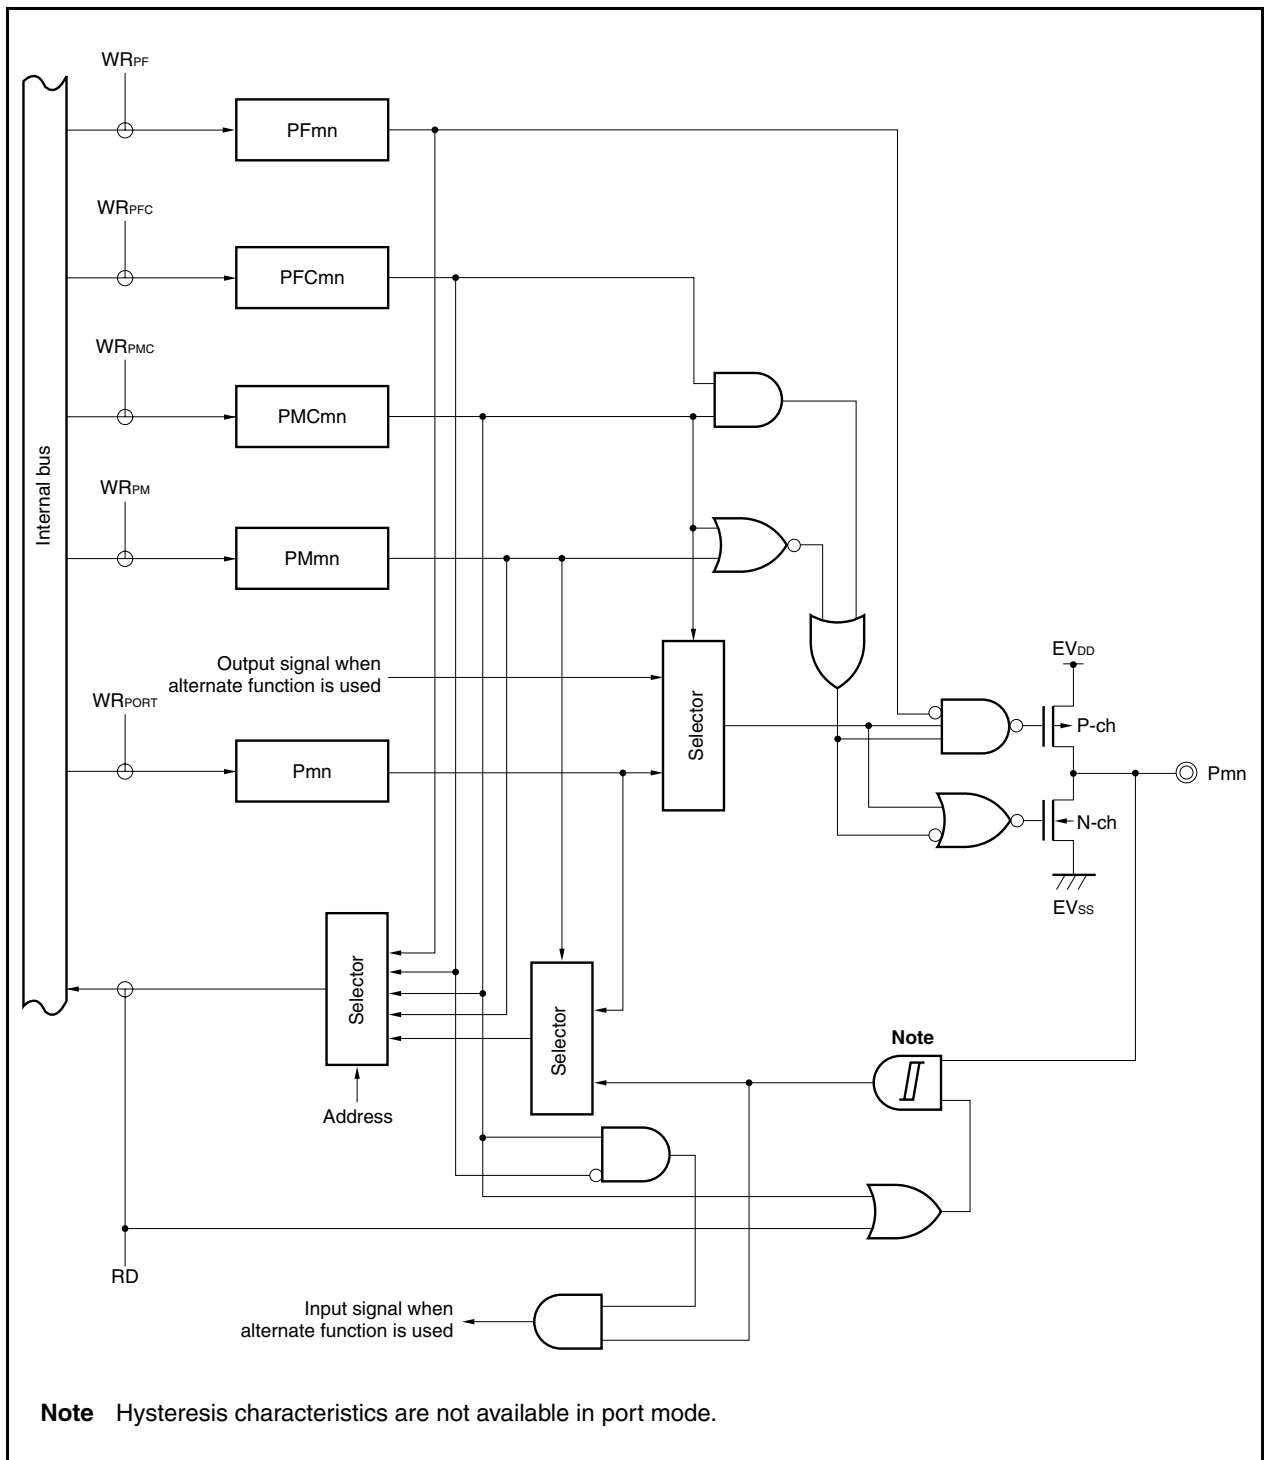 WRPF
PFmn
WRPFC
PFCmn
WRPMC
PMCmn
Internal bus
WRPM
PMmn
Output signal when
alternate function is used
WRPORT
Pmn
Selector
EVDD
P-ch
Pmn
N-ch
EVSS
Selector
Selector
Note
Address
RD
Input signal when
alternate function is used
Note Hysteresis characteristics are not available in port mode.